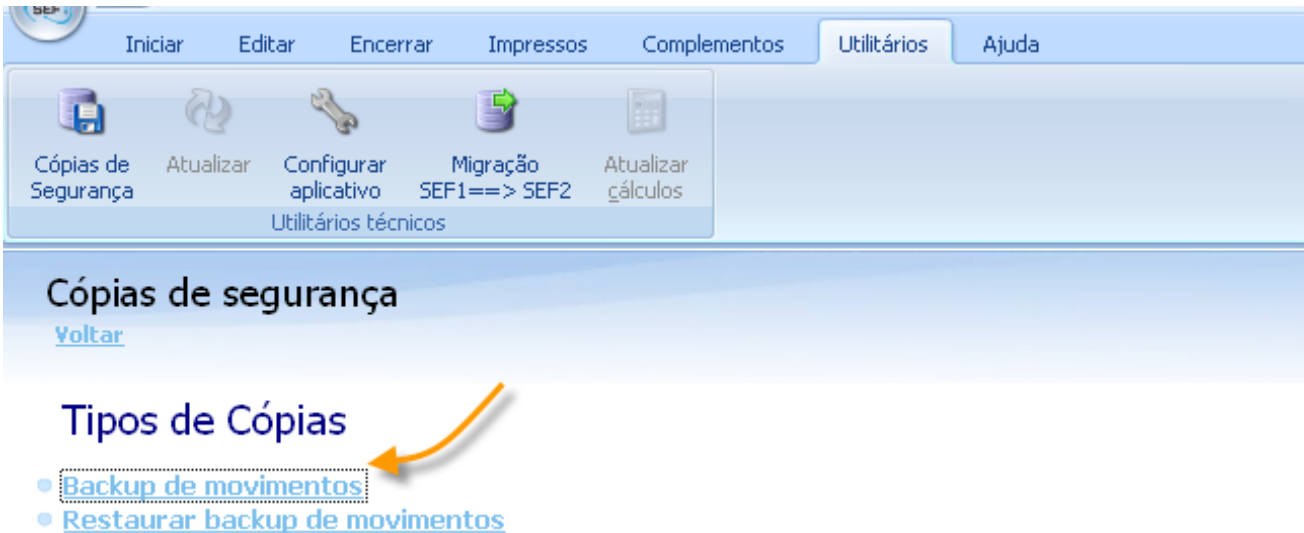 SEF
Iniciar Editar Encerrar Impressos Complementos Utilitários Ajuda
Cópias de Segurança
Atualizar
Configurar aplicativo
Migração SEF1==> SEF2
Atualizar cálculos
Utilitários técnicos
Cópias de segurança
Voltar
Tipos de Cópias
Backup de movimentos
Restaurar backup de movimentos